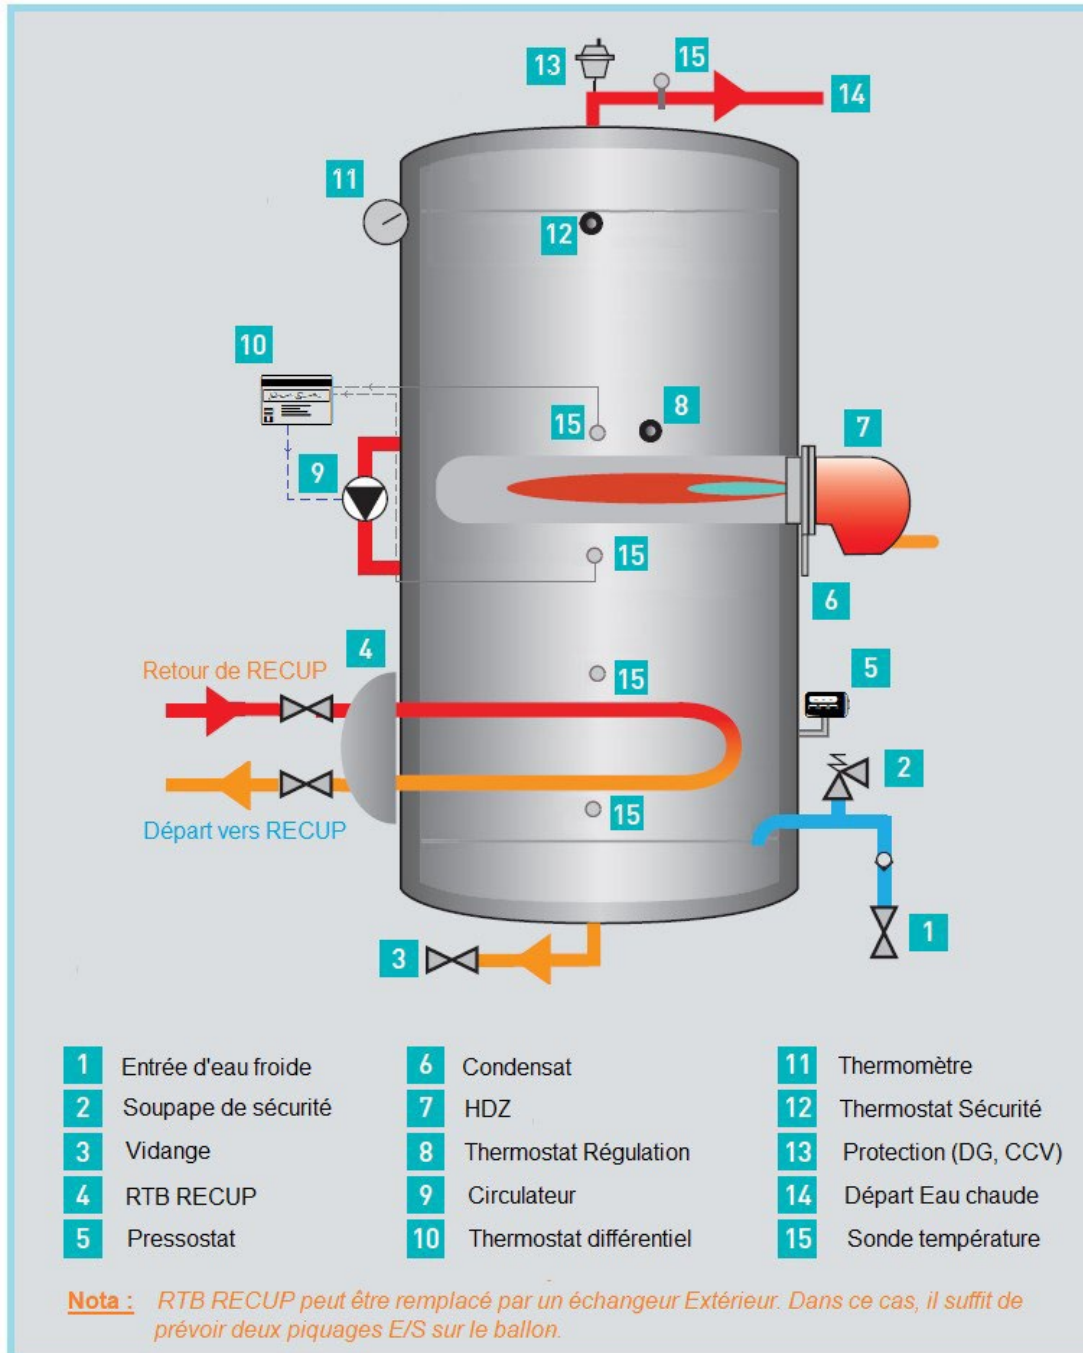 13
15
14
11
12
10
15
8
7
9
15
6
4
Retour de RECUP
15
5
2
15
Départ vers RECUP
3
1
1 Entrée d'eau froide
2 Soupape de sécurité
3 Vidange
4 RTB RECUP
5 Pressostat
6 Condensat
7 HDZ
8 Thermostat Régulation
9 Circulateur
10 Thermostat différentiel
11 Thermomètre
12 Thermostat Sécurité
13 Protection (DG, CCV)
14 Départ Eau chaude
15 Sonde température
Nota : RTB RECUP peut être remplacé par un échangeur Extérieur. Dans ce cas, il suffit de
prévoir deux piquages E/S sur le ballon.